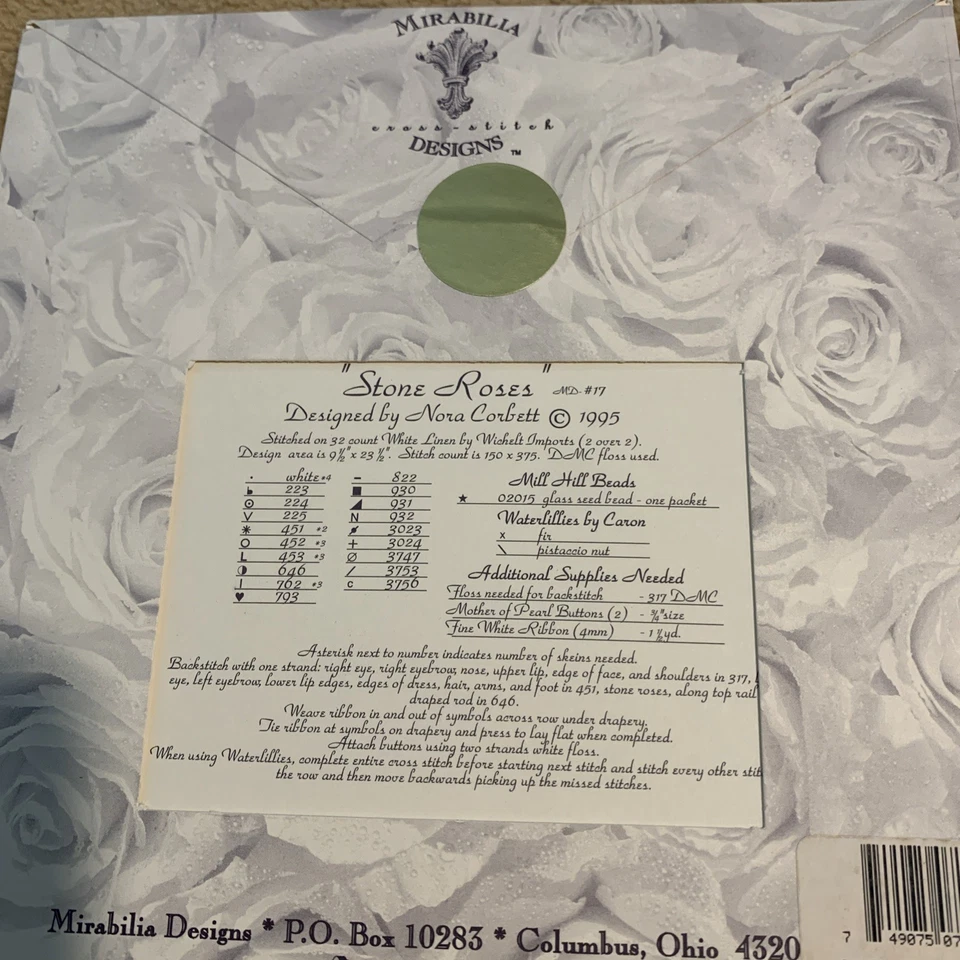 MIRABILIA
cross-stitch
DESIGNS ™
"Stone Roses" MD-#17
Designed by Nora Corbett © 1995
Stitched on 32 count White Linen by Wichelt Imports (2 over 2).
Design area is 9½" x 23½". Stitch count is 150 x 375. DMC floss used.
· white *4
223
⊙ 224
V 225
✳ 451 *2
O 452 *3
L 453 *3
◑ 646
| 762 *3
♥ 793
– 822
■ 930
◢ 931
N 932
3023
+ 3024
Ø 3747
/ 3753
c 3756
Mill Hill Beads
★ 02015 glass seed bead - one packet
Waterlillies by Caron
x fir
\ pistaccio nut
Additional Supplies Needed
Floss needed for backstitch - 317 DMC
Mother of Pearl Buttons (2) - ¾" size
Fine White Ribbon (4mm) - 1½ yd.
Asterisk next to number indicates number of skeins needed.
Backstitch with one strand: right eye, right eyebrow, nose, upper lip, edge of face, and shoulders in 317, l
eye, left eyebrow, lower lip edges, edges of dress, hair, arms, and foot in 451, stone roses, along top rail
draped rod in 646.
Weave ribbon in and out of symbols across row under drapery.
Tie ribbon at symbols on drapery and press to lay flat when completed.
Attach buttons using two strands white floss.
When using Waterlillies, complete entire cross stitch before starting next stitch and stitch every other stit
the row and then move backwards picking up the missed stitches.
Mirabilia Designs * P.O. Box 10283 * Columbus, Ohio 4320
7 49075 07